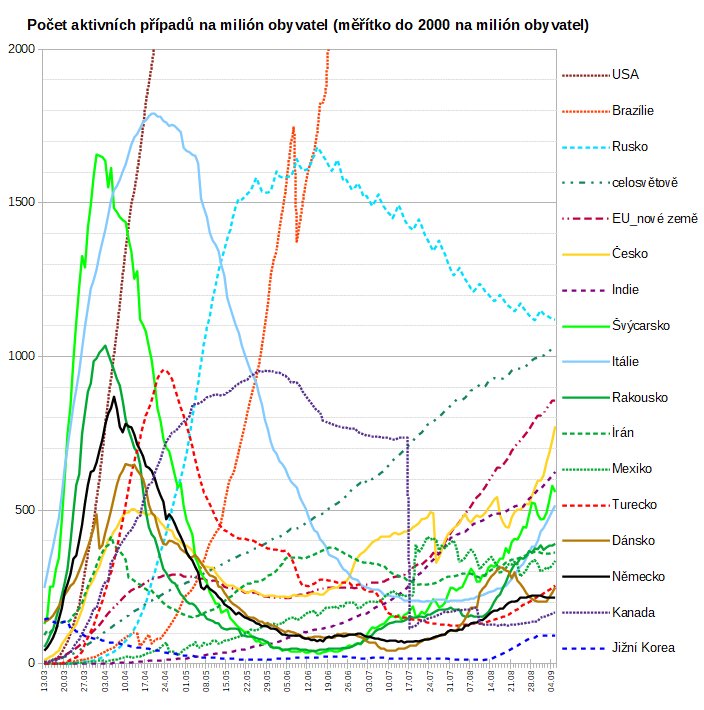 Počet aktivních případů na milión obyvatel (měřítko do 2000 na milión obyvatel)
2000
1500
1000
500
0
13.03
20.03
27.03
03.04
10.04
17.04
24.04
01.05
08.05
15.05
22.05
29.05
05.06
12.06
19.06
26.06
03.07
10.07
17.07
24.07
31.07
07.08
14.08
21.08
28.08
04.09
USA
Brazílie
Rusko
celosvětově
EU_nové země
Česko
Indie
Švýcarsko
Itálie
Rakousko
Írán
Mexiko
Turecko
Dánsko
Německo
Kanada
Jižní Korea